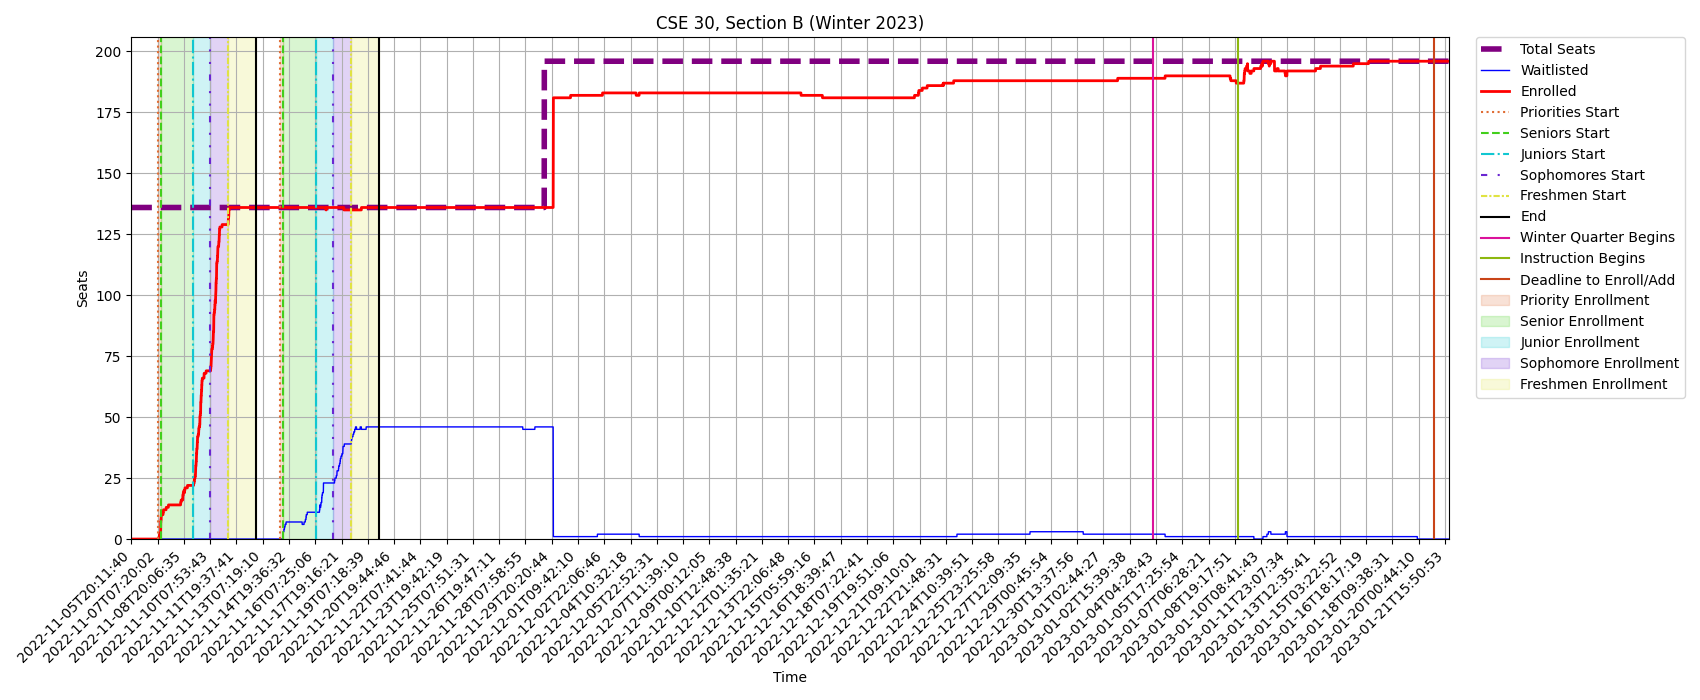 CSE 30, Section B (Winter 2023)
Seats
200
175
150
125
100
75
50
25
0
2022-11-05T20:11:40
2022-11-07T07:20:02
2022-11-08T20:06:35
2022-11-10T07:53:43
2022-11-11T19:37:41
2022-11-13T07:19:10
2022-11-14T19:36:32
2022-11-16T07:25:06
2022-11-17T19:16:21
2022-11-19T07:18:39
2022-11-20T19:44:46
2022-11-22T07:41:44
2022-11-23T19:42:19
2022-11-25T07:51:31
2022-11-26T19:47:11
2022-11-28T07:58:55
2022-11-29T20:20:44
2022-12-01T09:42:10
2022-12-02T22:06:46
2022-12-04T10:32:18
2022-12-05T22:52:31
2022-12-07T11:39:10
2022-12-09T00:12:05
2022-12-10T12:48:38
2022-12-12T01:35:21
2022-12-13T22:06:48
2022-12-15T05:59:16
2022-12-16T18:39:47
2022-12-18T07:22:41
2022-12-19T19:51:06
2022-12-21T09:10:01
2022-12-22T21:48:31
2022-12-24T10:39:51
2022-12-25T23:25:58
2022-12-27T12:09:35
2022-12-29T00:45:54
2022-12-30T13:37:56
2023-01-01T02:44:27
2023-01-02T15:39:38
2023-01-04T04:28:43
2023-01-05T17:25:54
2023-01-07T06:28:21
2023-01-08T19:17:51
2023-01-10T08:41:43
2023-01-11T23:07:34
2023-01-13T12:35:41
2023-01-15T03:22:52
2023-01-16T18:17:19
2023-01-18T09:38:31
2023-01-20T00:44:10
2023-01-21T15:50:53
Time
Total Seats
Waitlisted
Enrolled
Priorities Start
Seniors Start
Juniors Start
Sophomores Start
Freshmen Start
End
Winter Quarter Begins
Instruction Begins
Deadline to Enroll/Add
Priority Enrollment
Senior Enrollment
Junior Enrollment
Sophomore Enrollment
Freshmen Enrollment